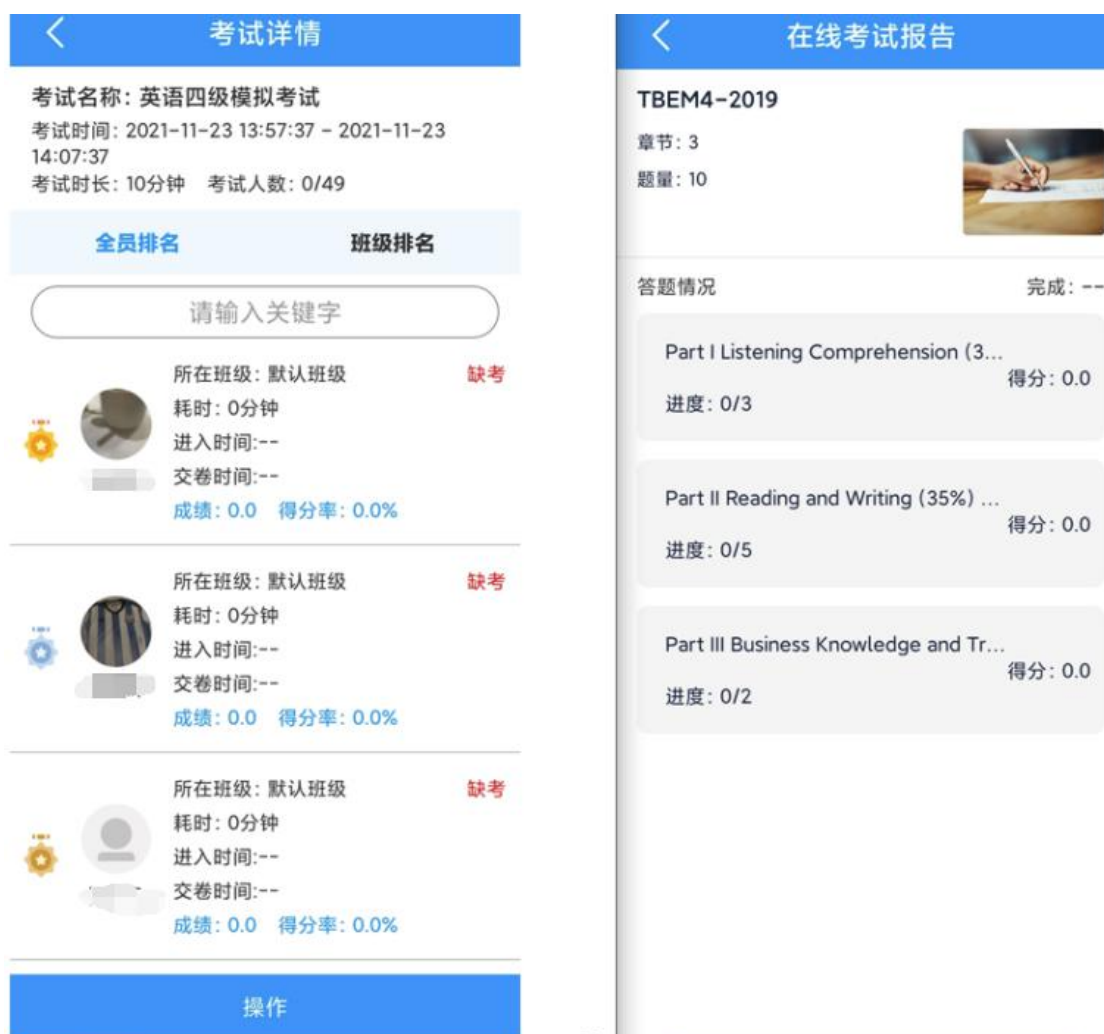 考试详情
考试名称: 英语四级模拟考试
考试时间: 2021-11-23 13:57:37 - 2021-11-23
14:07:37
考试时长: 10分钟 考试人数: 0/49
全员排名 班级排名
请输入关键字
所在班级: 默认班级 缺考
耗时: 0分钟
进入时间:--
交卷时间:--
成绩: 0.0 得分率: 0.0%
所在班级: 默认班级 缺考
耗时: 0分钟
进入时间:--
交卷时间:--
成绩: 0.0 得分率: 0.0%
所在班级: 默认班级 缺考
耗时: 0分钟
进入时间:--
交卷时间:--
成绩: 0.0 得分率: 0.0%
操作
在线考试报告
TBEM4-2019
章节: 3
题量: 10
答题情况 完成: --
Part I Listening Comprehension (3...
得分: 0.0
进度: 0/3
Part II Reading and Writing (35%) ...
得分: 0.0
进度: 0/5
Part III Business Knowledge and Tr...
得分: 0.0
进度: 0/2